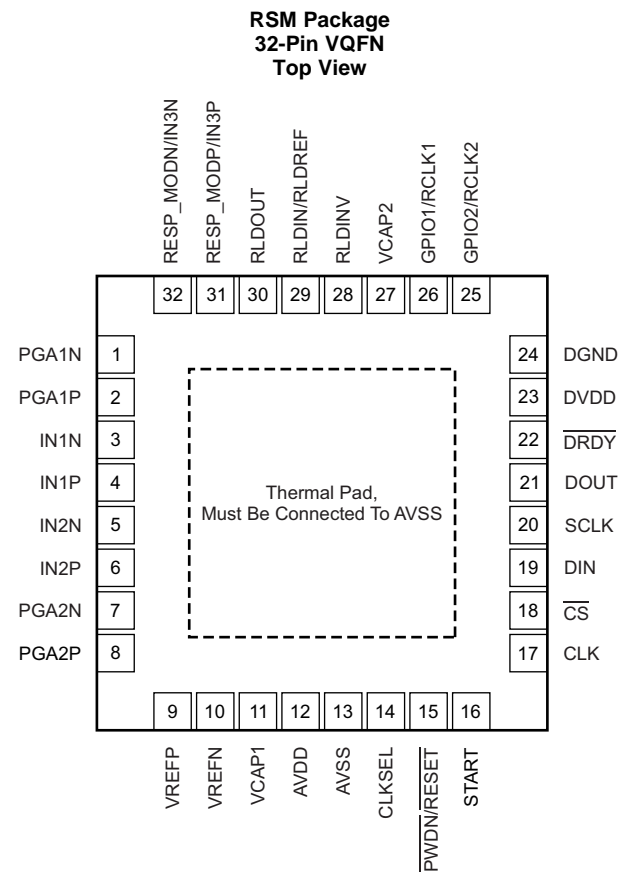 RSM Package
32-Pin VQFN
Top View
RESP_MODN/IN3N
RESP_MODP/IN3P
RLDOUT
RLDIN/RLDREF
RLDINV
VCAP2
GPIO1/RCLK1
GPIO2/RCLK2
32 31 30 29 28 27 26 25
PGA1N 1 24 DGND
PGA1P 2 23 DVDD
IN1N 3 22 DRDY
IN1P 4 21 DOUT
IN2N 5 20 SCLK
IN2P 6 19 DIN
PGA2N 7 18 CS
PGA2P 8 17 CLK
Thermal Pad,
Must Be Connected To AVSS
9 10 11 12 13 14 15 16
VREFP
VREFN
VCAP1
AVDD
AVSS
CLKSEL
PWDN/RESET
START